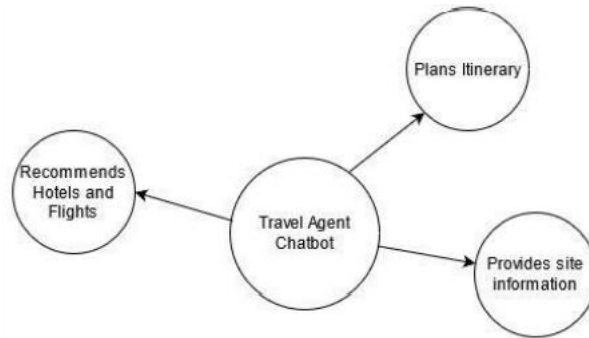 Plans Itinerary
Recommends
Hotels and
Flights
Travel Agent
Chatbot
Provides site
information